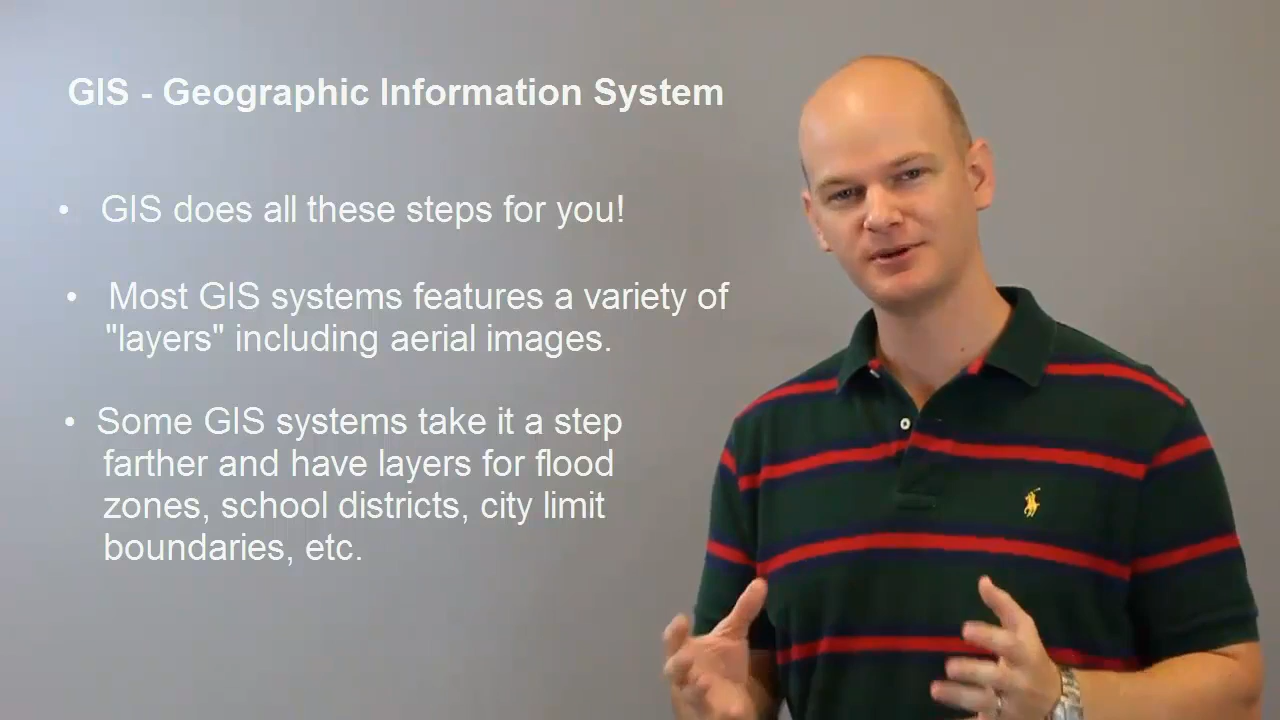 GIS - Geographic Information System
• GIS does all these steps for you!
• Most GIS systems features a variety of
"layers" including aerial images.
• Some GIS systems take it a step
farther and have layers for flood
zones, school districts, city limit
boundaries, etc.